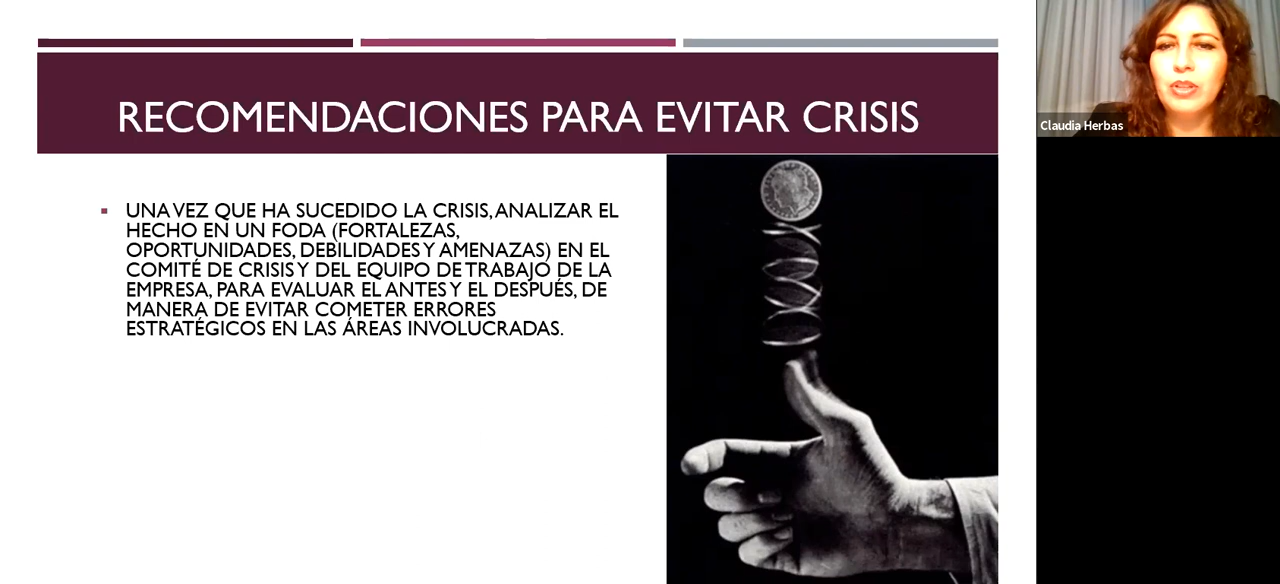 RECOMENDACIONES PARA EVITAR CRISIS
UNA VEZ QUE HA SUCEDIDO LA CRISIS, ANALIZAR EL
HECHO EN UN FODA (FORTALEZAS,
OPORTUNIDADES, DEBILIDADES Y AMENAZAS) EN EL
COMITÉ DE CRISIS Y DEL EQUIPO DE TRABAJO DE LA
EMPRESA, PARA EVALUAR EL ANTES Y EL DESPUÉS, DE
MANERA DE EVITAR COMETER ERRORES
ESTRATÉGICOS EN LAS ÁREAS INVOLUCRADAS.
Claudia Herbas